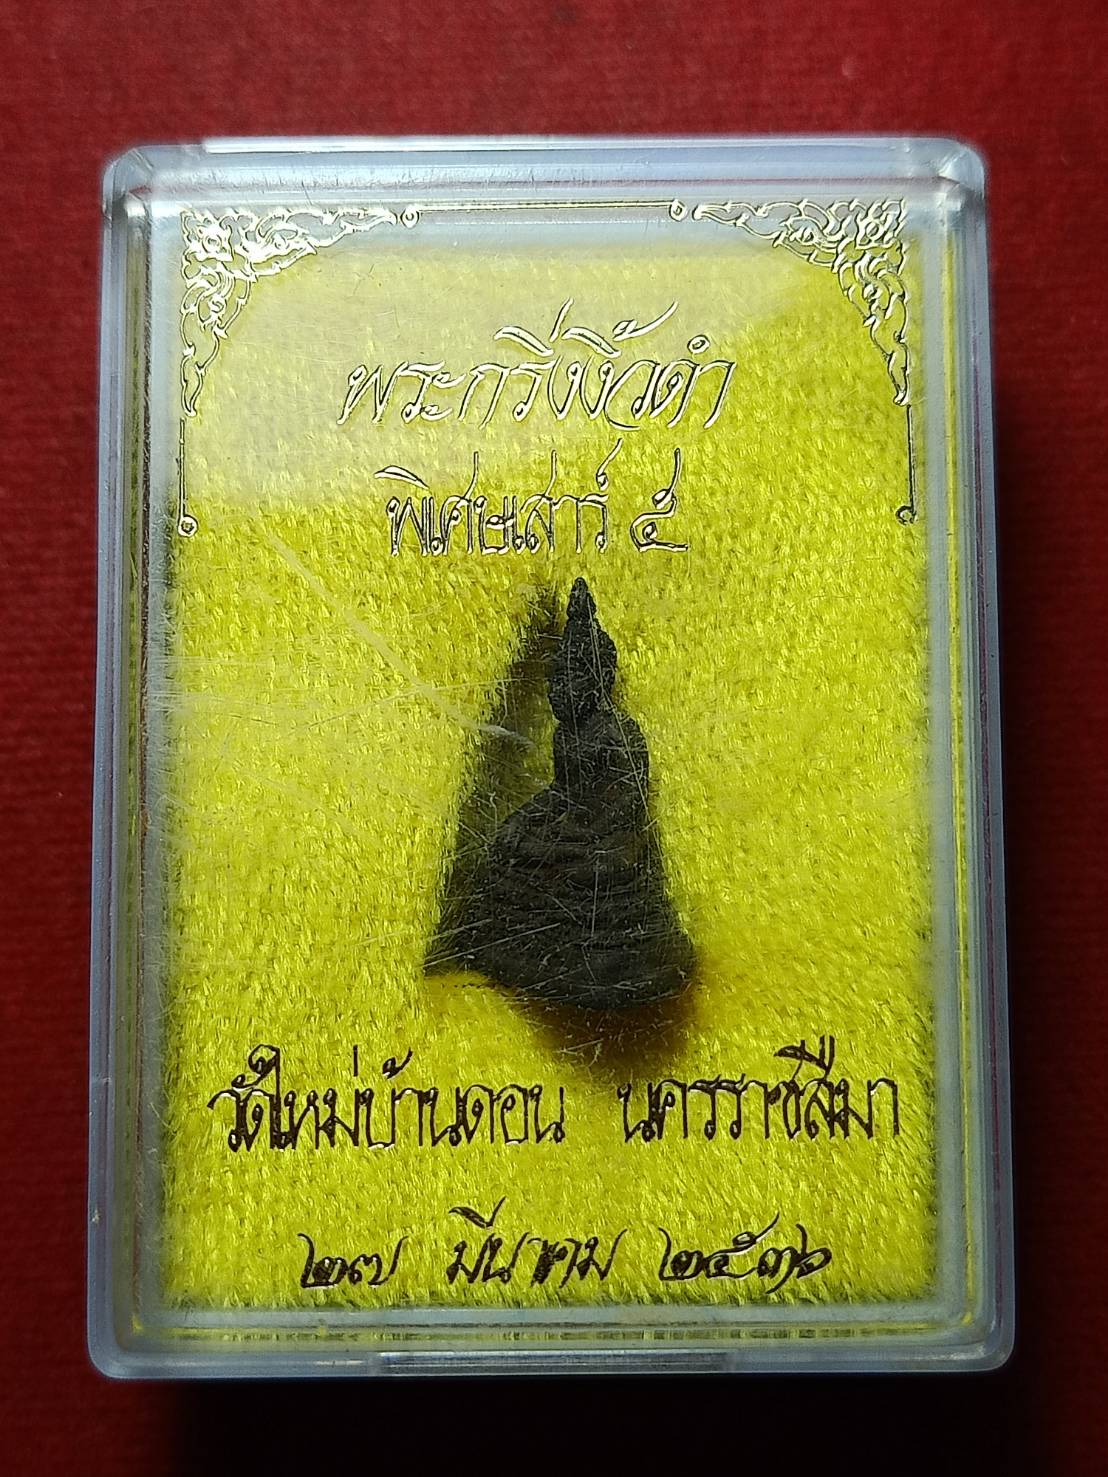 พระกริ่งงิ้วดำ
พิเศษเสาร์ ๕
วัดใหม่บ้านดอน นครราชสีมา
๒๗ มีนาคม ๒๕๓๖